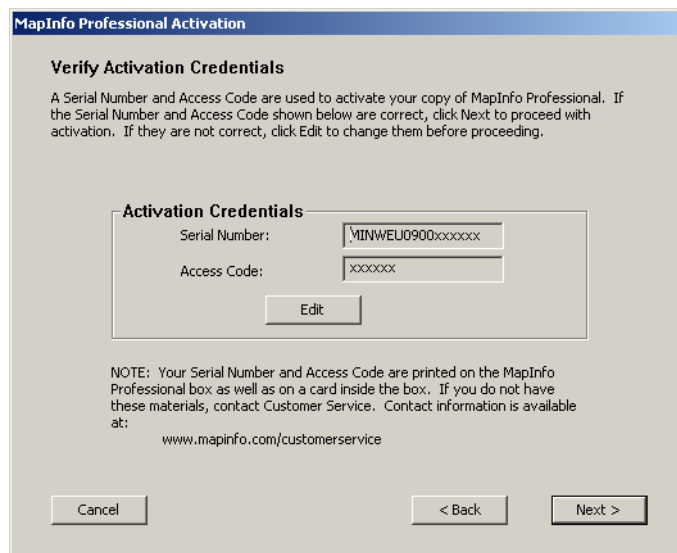 MapInfo Professional Activation
Verify Activation Credentials
A Serial Number and Access Code are used to activate your copy of MapInfo Professional.  If
the Serial Number and Access Code shown below are correct, click Next to proceed with
activation.  If they are not correct, click Edit to change them before proceeding.
Activation Credentials
Serial Number: MINWEU0900xxxxxx
Access Code: xxxxxx
Edit
NOTE:  Your Serial Number and Access Code are printed on the MapInfo
Professional box as well as on a card inside the box.  If you do not have
these materials, contact Customer Service.  Contact information is available
at:
www.mapinfo.com/customerservice
Cancel < Back Next >